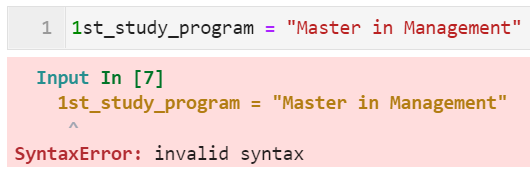 1 1st_study_program = "Master in Management"
Input In [7]
1st_study_program = "Master in Management"
^
SyntaxError: invalid syntax